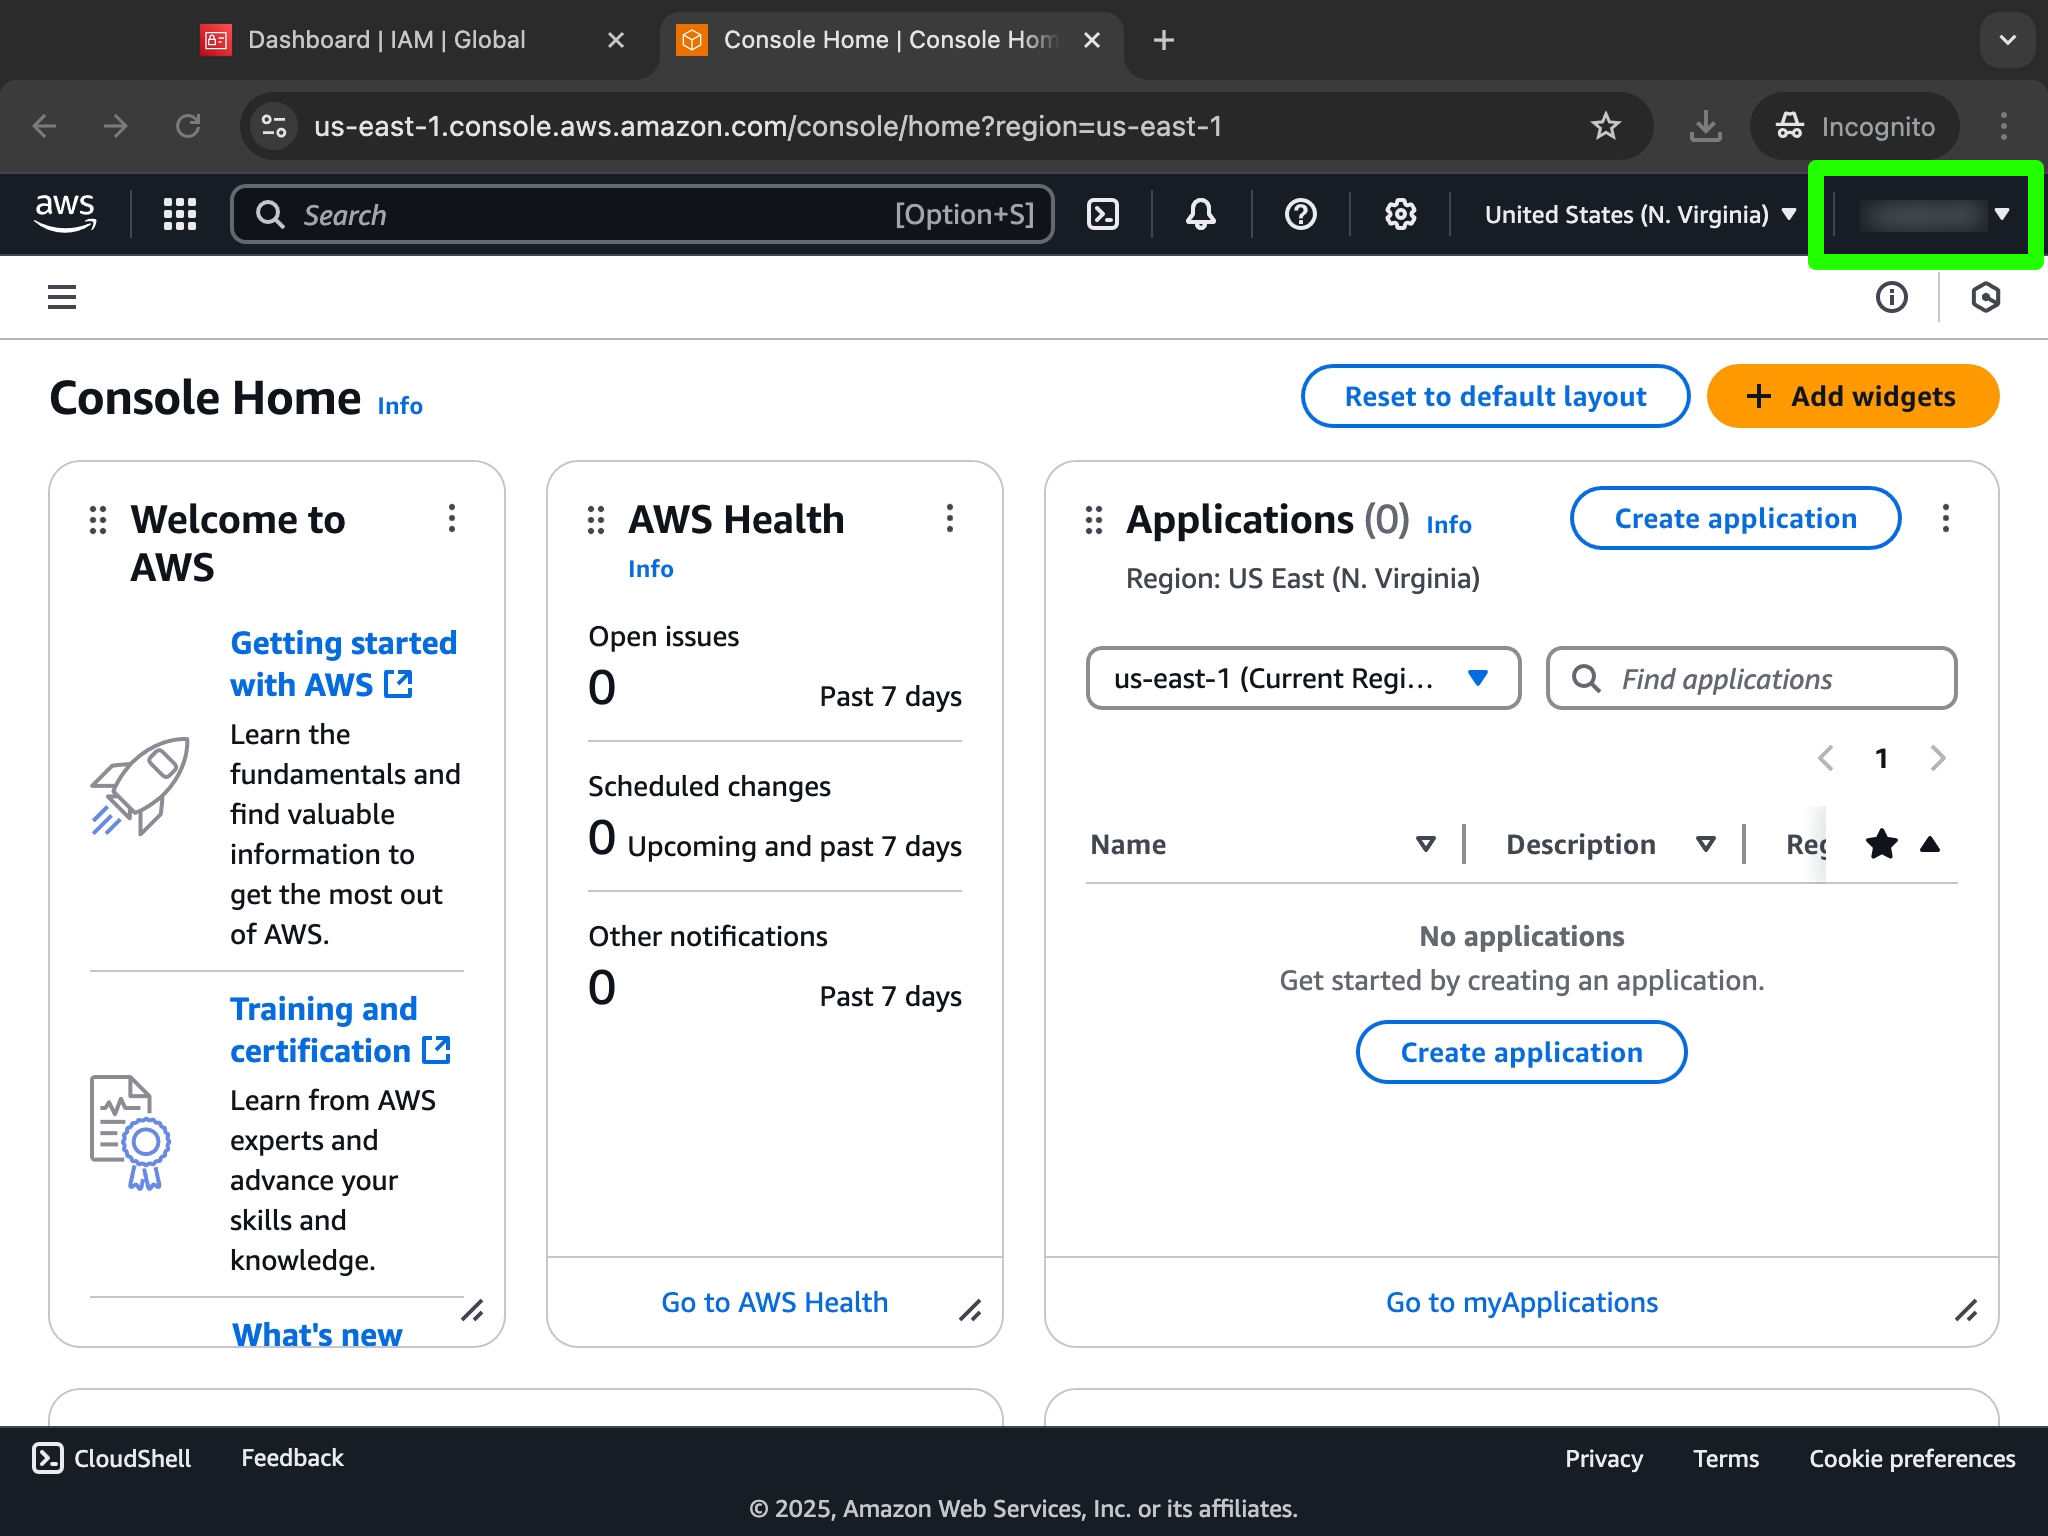 Dashboard | IAM | Global
Console Home | Console Hom
us-east-1.console.aws.amazon.com/console/home?region=us-east-1
Incognito
aws
Search
[Option+S]
United States (N. Virginia)
Console Home Info
Reset to default layout
+ Add widgets
Welcome to
AWS
Getting started
with AWS
Learn the
fundamentals and
find valuable
information to
get the most out
of AWS.
Training and
certification
Learn from AWS
experts and
advance your
skills and
knowledge.
What's new
AWS Health
Info
Open issues
0 Past 7 days
Scheduled changes
0 Upcoming and past 7 days
Other notifications
0 Past 7 days
Go to AWS Health
Applications (0) Info
Create application
Region: US East (N. Virginia)
us-east-1 (Current Regi...
Find applications
1
Name Description Reg
No applications
Get started by creating an application.
Create application
Go to myApplications
CloudShell Feedback
Privacy Terms Cookie preferences
© 2025, Amazon Web Services, Inc. or its affiliates.